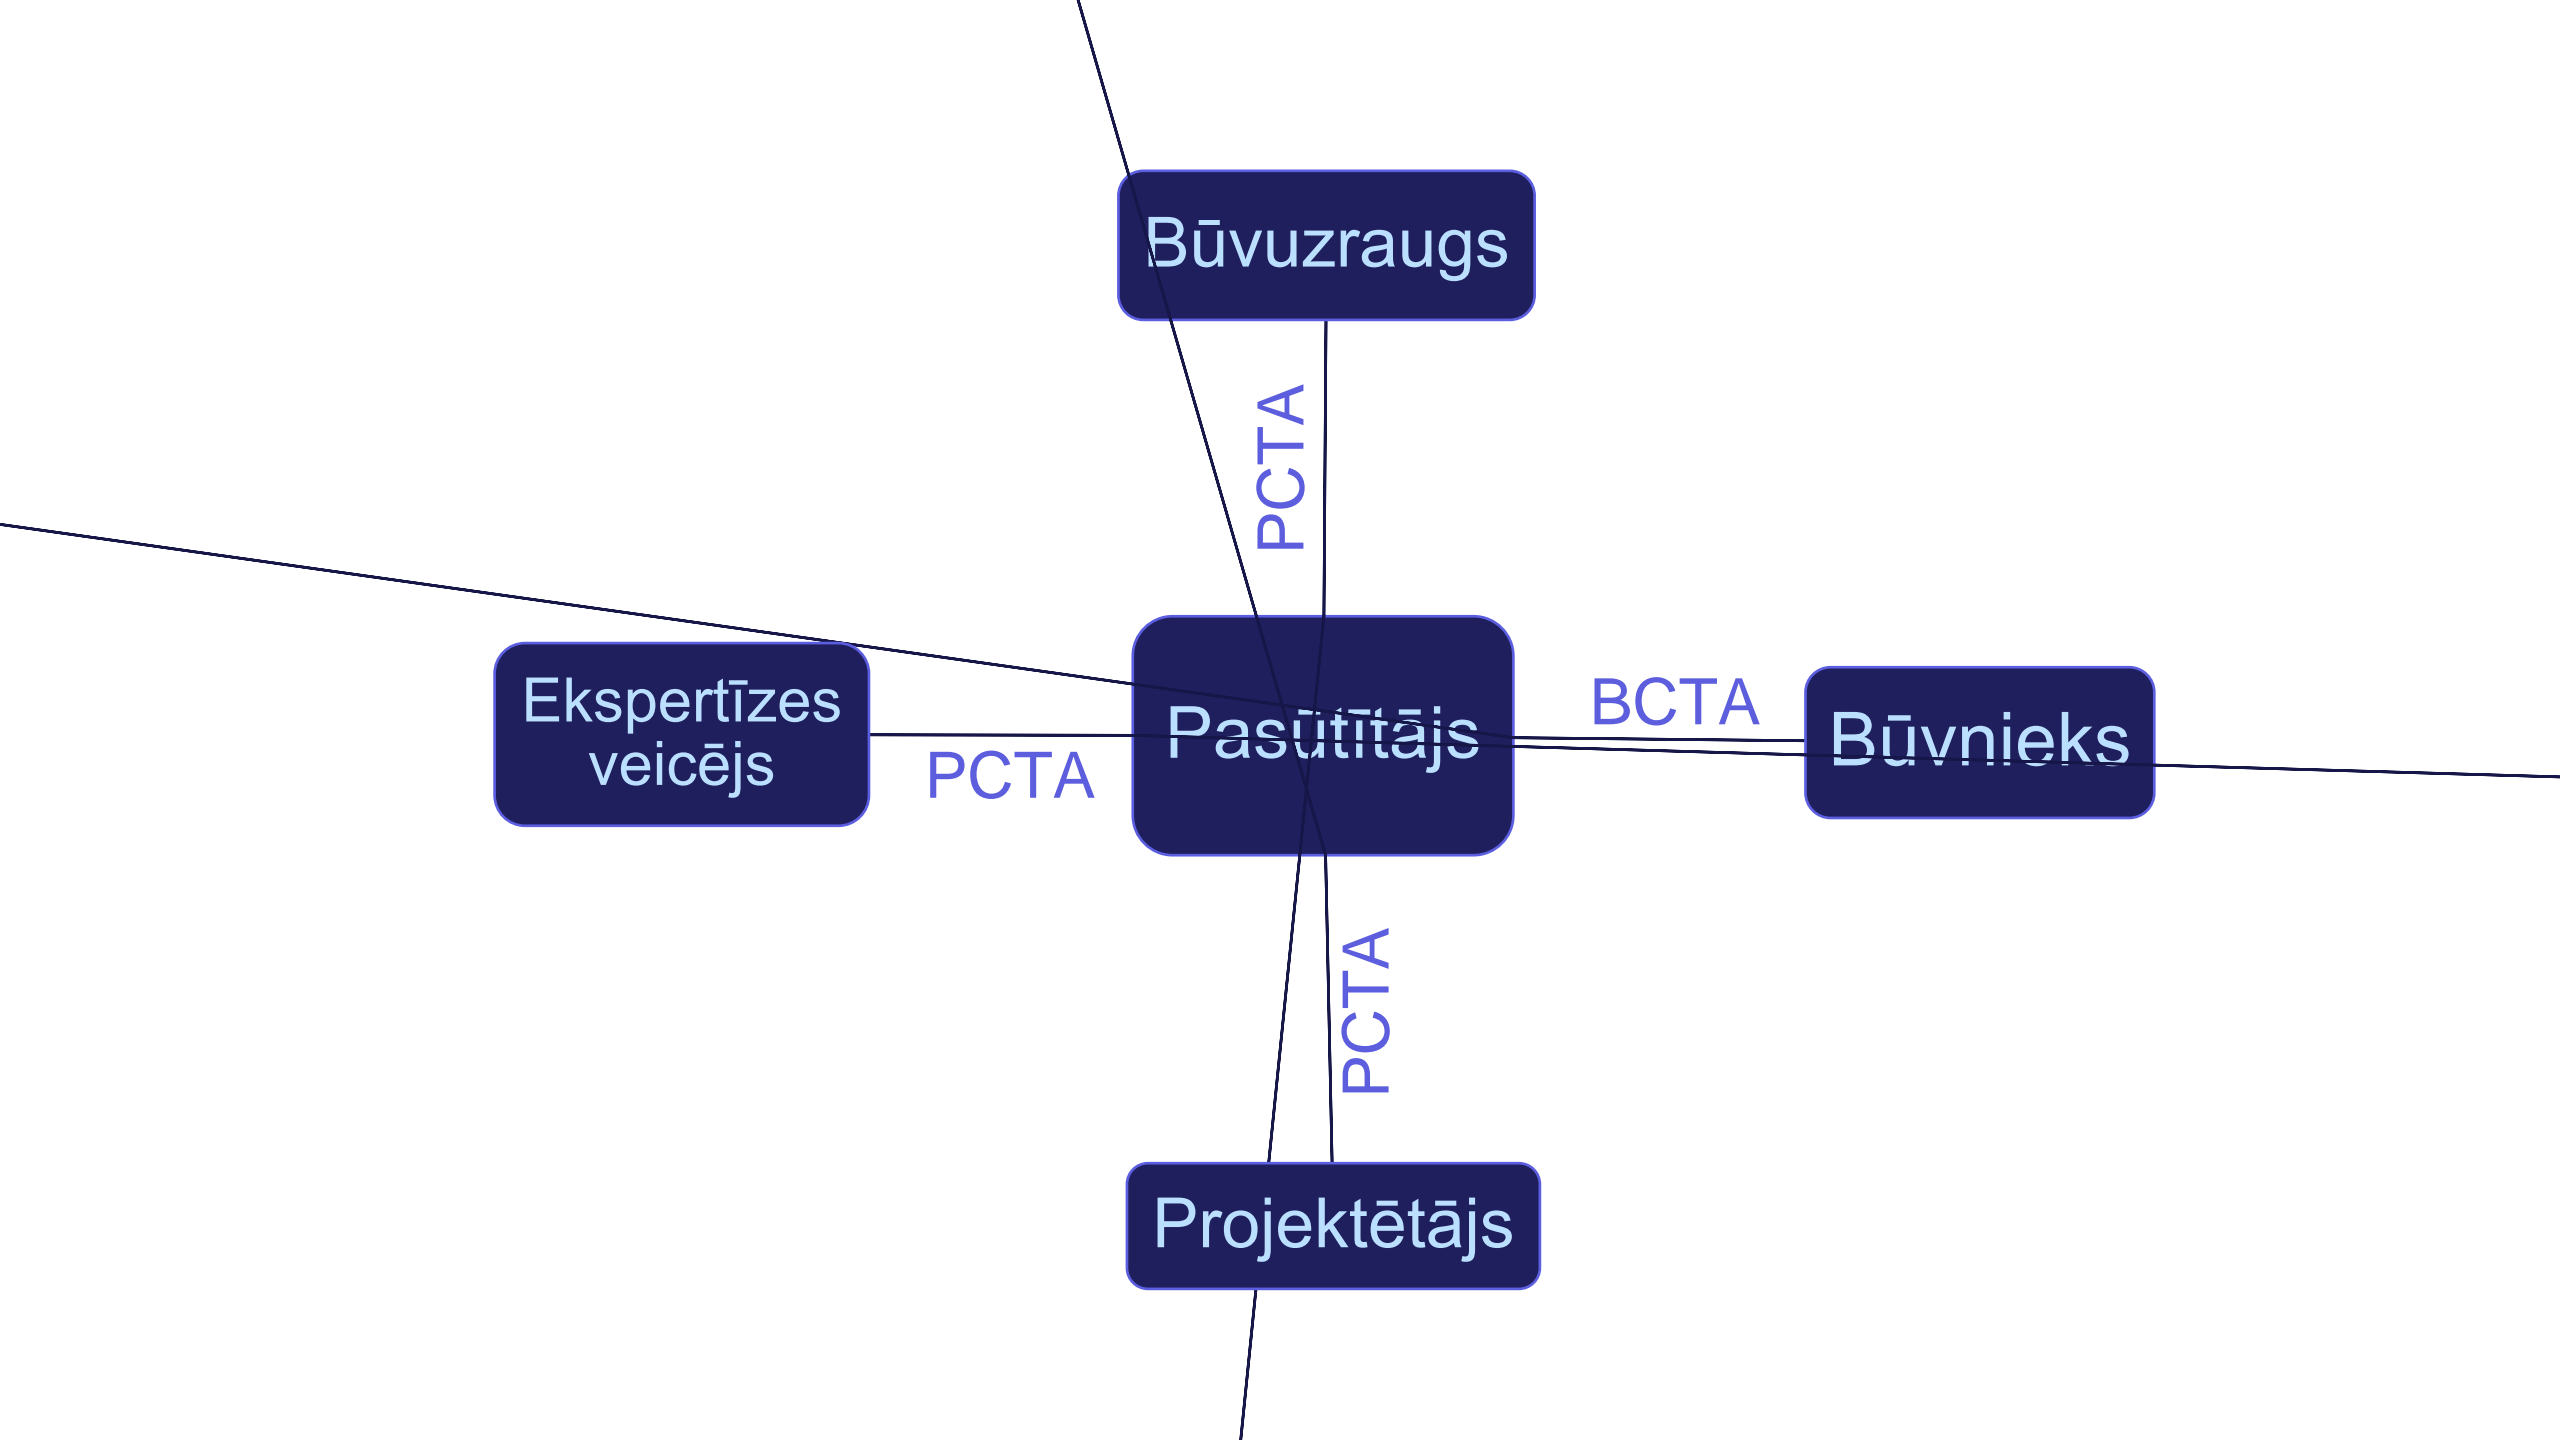 Būvuzraugs
PCTA
Ekspertīzes
veicējs
PCTA
Pasūtītājs
BCTA
Būvnieks
PCTA
Projektētājs